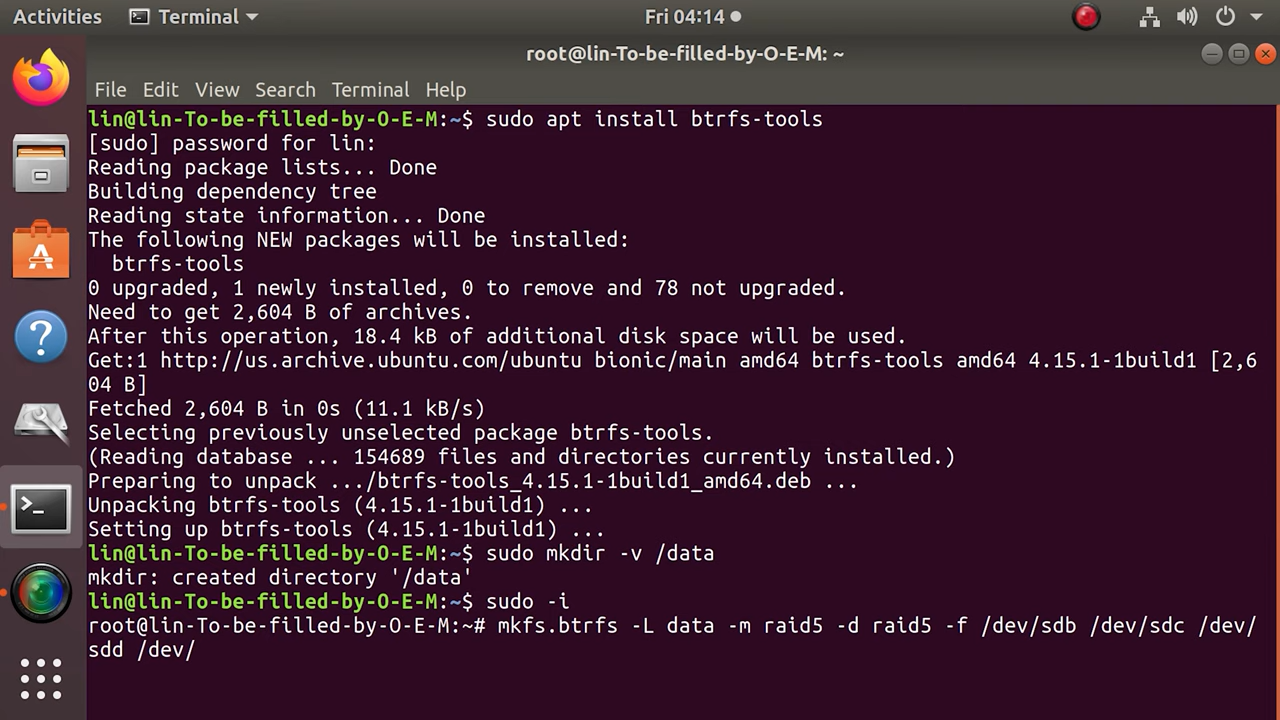 Activities
Terminal
Fri 04:14
root@lin-To-be-filled-by-O-E-M: ~
File Edit View Search Terminal Help
lin@lin-To-be-filled-by-O-E-M:~$ sudo apt install btrfs-tools
[sudo] password for lin:
Reading package lists... Done
Building dependency tree
Reading state information... Done
The following NEW packages will be installed:
  btrfs-tools
0 upgraded, 1 newly installed, 0 to remove and 78 not upgraded.
Need to get 2,604 B of archives.
After this operation, 18.4 kB of additional disk space will be used.
Get:1 http://us.archive.ubuntu.com/ubuntu bionic/main amd64 btrfs-tools amd64 4.15.1-1build1 [2,6
04 B]
Fetched 2,604 B in 0s (11.1 kB/s)
Selecting previously unselected package btrfs-tools.
(Reading database ... 154689 files and directories currently installed.)
Preparing to unpack .../btrfs-tools_4.15.1-1build1_amd64.deb ...
Unpacking btrfs-tools (4.15.1-1build1) ...
Setting up btrfs-tools (4.15.1-1build1) ...
lin@lin-To-be-filled-by-O-E-M:~$ sudo mkdir -v /data
mkdir: created directory '/data'
lin@lin-To-be-filled-by-O-E-M:~$ sudo -i
root@lin-To-be-filled-by-O-E-M:~# mkfs.btrfs -L data -m raid5 -d raid5 -f /dev/sdb /dev/sdc /dev/
sdd /dev/